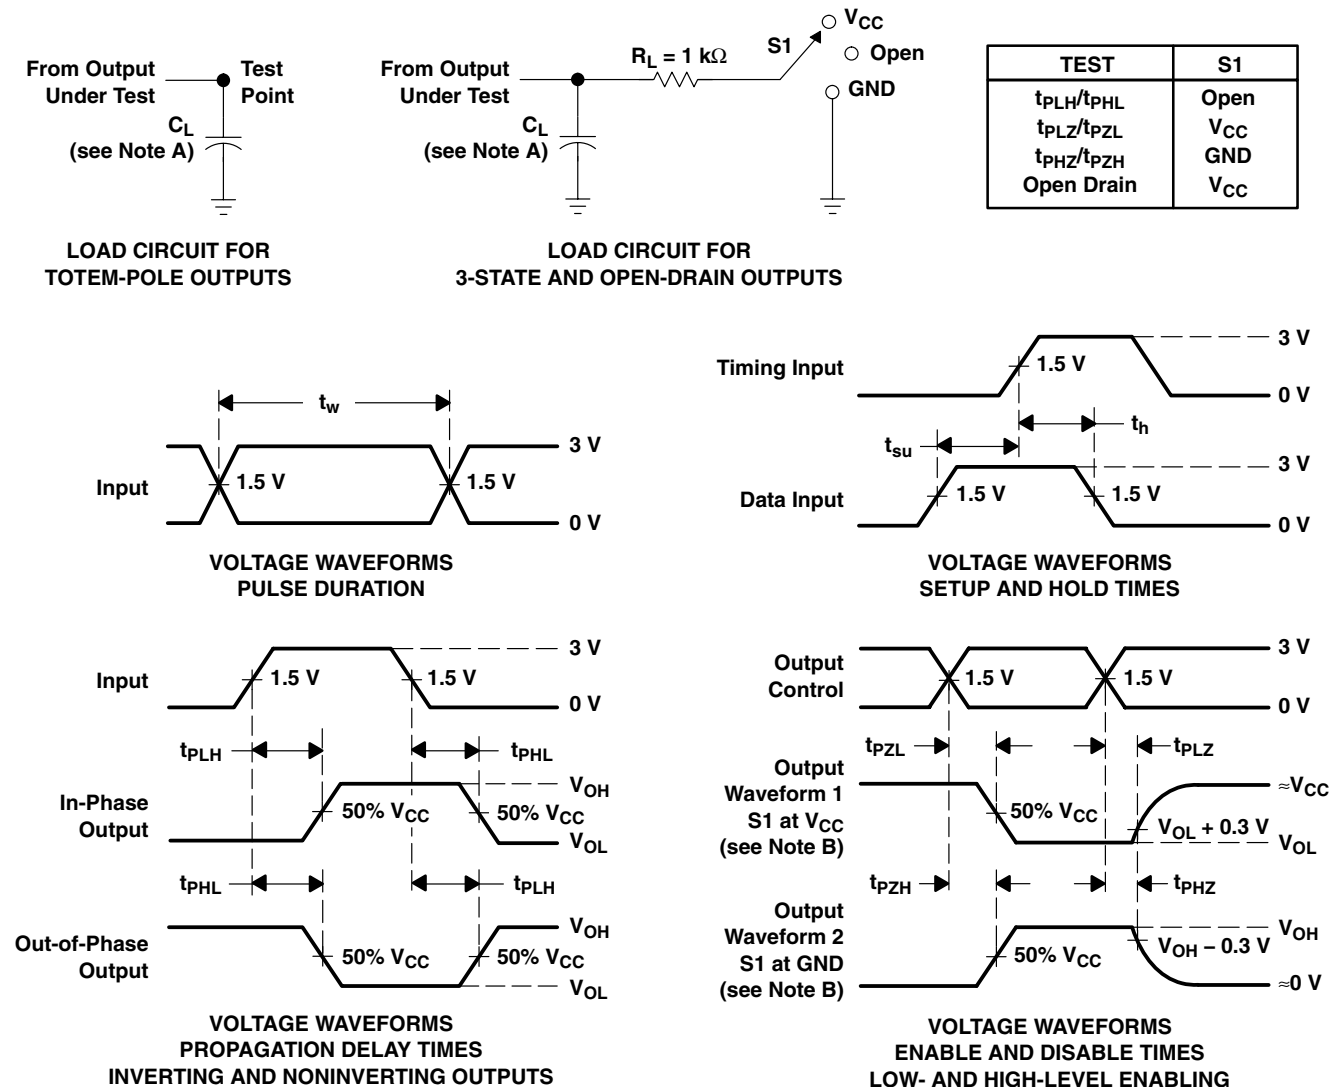 From Output
Under Test
Test
Point
CL
(see Note A)
LOAD CIRCUIT FOR
TOTEM-POLE OUTPUTS
From Output
Under Test
CL
(see Note A)
RL = 1 kΩ
S1
VCC
Open
GND
LOAD CIRCUIT FOR
3-STATE AND OPEN-DRAIN OUTPUTS
TEST S1
tPLH/tPHL Open
tPLZ/tPZL VCC
tPHZ/tPZH GND
Open Drain VCC
tw
Input
1.5 V
1.5 V
3 V
0 V
VOLTAGE WAVEFORMS
PULSE DURATION
Timing Input
1.5 V
3 V
0 V
tsu
th
Data Input
1.5 V
1.5 V
3 V
0 V
VOLTAGE WAVEFORMS
SETUP AND HOLD TIMES
Input
1.5 V
1.5 V
3 V
0 V
tPLH
tPHL
In-Phase
Output
50% VCC
50% VCC
VOH
VOL
tPHL
tPLH
Out-of-Phase
Output
50% VCC
50% VCC
VOH
VOL
VOLTAGE WAVEFORMS
PROPAGATION DELAY TIMES
INVERTING AND NONINVERTING OUTPUTS
Output
Control
1.5 V
1.5 V
3 V
0 V
tPZL
tPLZ
Output
Waveform 1
S1 at VCC
(see Note B)
50% VCC
VOL + 0.3 V
≈VCC
VOL
tPZH
tPHZ
Output
Waveform 2
S1 at GND
(see Note B)
50% VCC
VOH – 0.3 V
VOH
≈0 V
VOLTAGE WAVEFORMS
ENABLE AND DISABLE TIMES
LOW- AND HIGH-LEVEL ENABLING